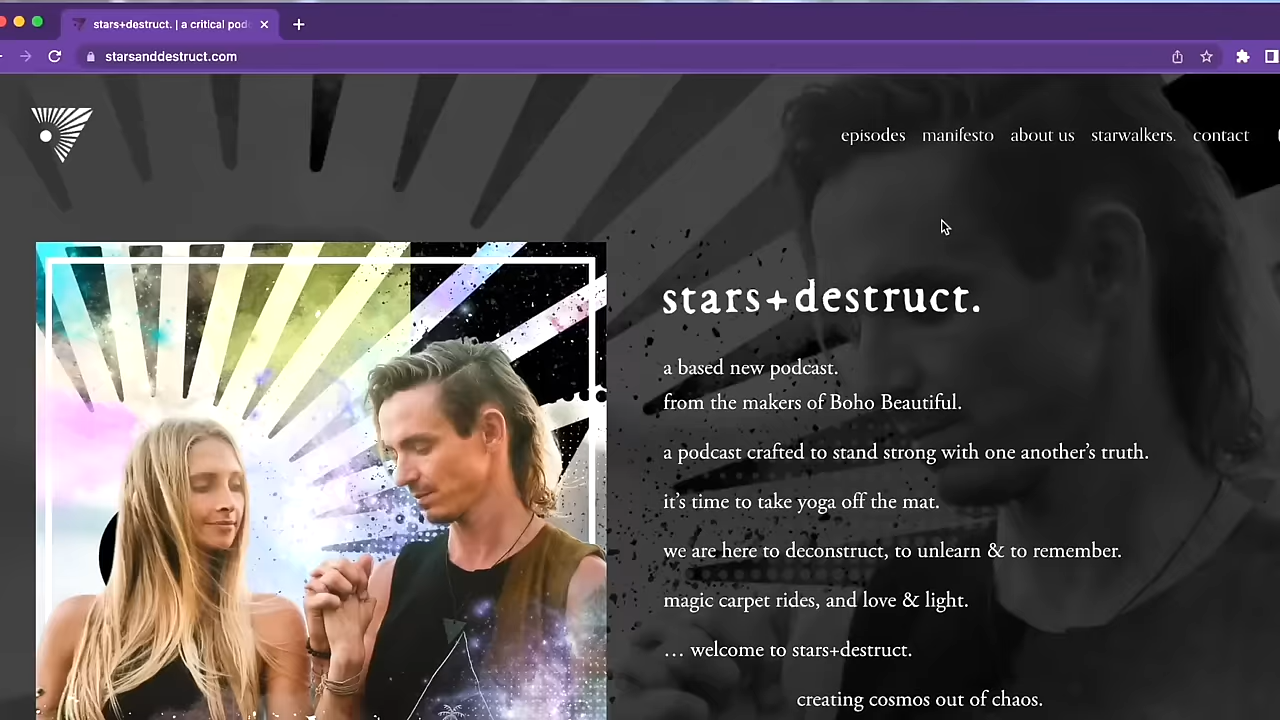 stars+destruct. | a critical pod
starsanddestruct.com
episodes manifesto about us starwalkers. contact
stars+destruct.
a based new podcast.
from the makers of Boho Beautiful.
a podcast crafted to stand strong with one another’s truth.
it’s time to take yoga off the mat.
we are here to deconstruct, to unlearn & to remember.
magic carpet rides, and love & light.
… welcome to stars+destruct.
creating cosmos out of chaos.